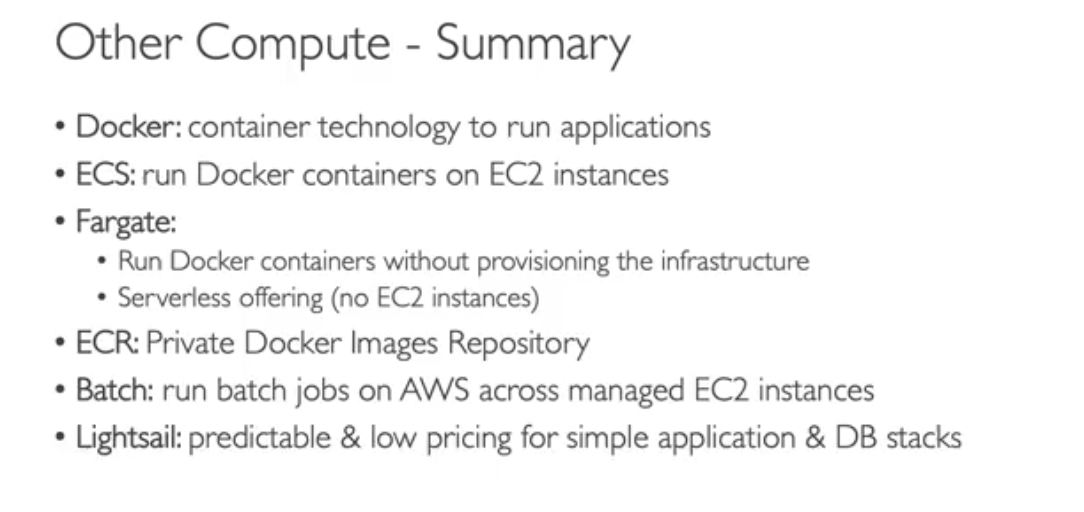 Other Compute - Summary
• Docker: container technology to run applications
• ECS: run Docker containers on EC2 instances
• Fargate:
• Run Docker containers without provisioning the infrastructure
• Serverless offering (no EC2 instances)
• ECR: Private Docker Images Repository
• Batch: run batch jobs on AWS across managed EC2 instances
• Lightsail: predictable & low pricing for simple application & DB stacks